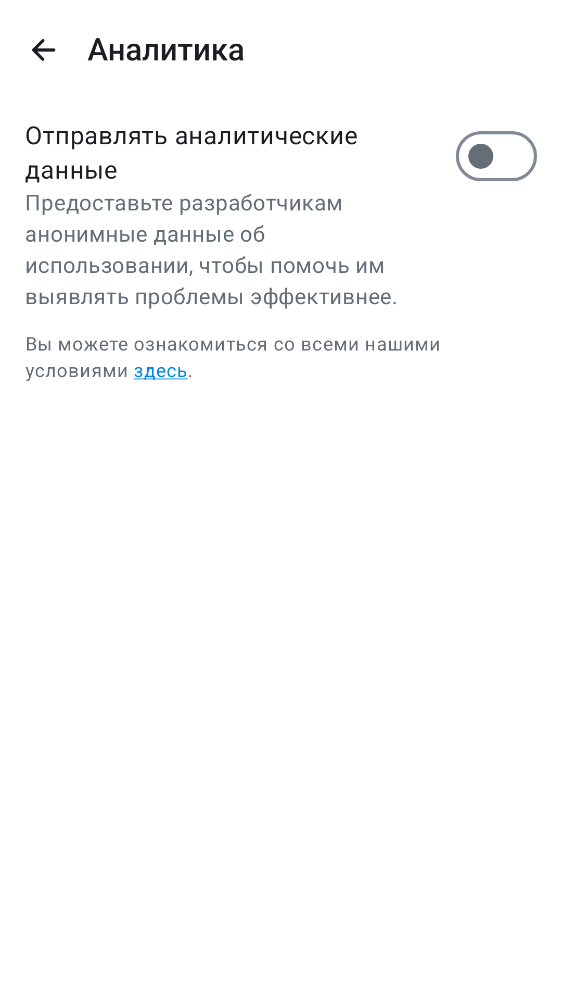 Аналитика
Отправлять аналитические
данные
Предоставьте разработчикам
анонимные данные об
использовании, чтобы помочь им
выявлять проблемы эффективнее.
Вы можете ознакомиться со всеми нашими
условиями здесь.